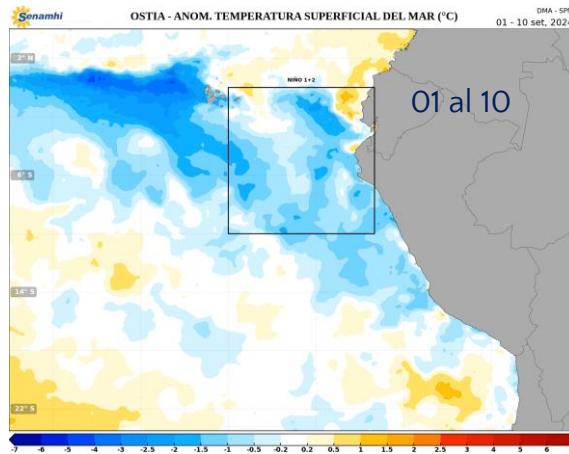 Senamhi
OSTIA - ANOM. TEMPERATURA SUPERFICIAL DEL MAR (°C)
DMA - SPM
01 - 10 set, 2024
2° N
NIÑO 1+2
01 al 10
6° S
14° S
22° S
-7 -6 -5 -4 -3 -2.5 -2 -1.5 -1 -0.5 -0.2 0.2 0.5 1 1.5 2 2.5 3 4 5 6